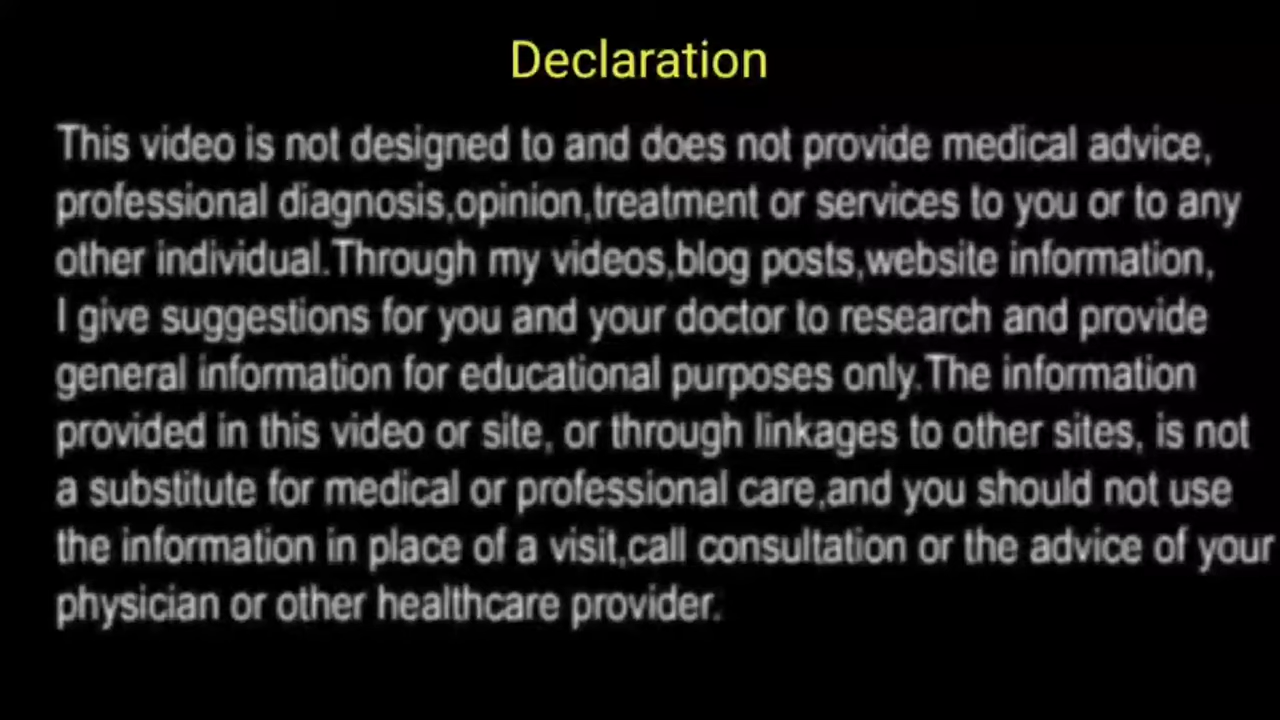 Declaration
This video is not designed to and does not provide medical advice,
professional diagnosis,opinion,treatment or services to you or to any
other individual.Through my videos,blog posts,website information,
I give suggestions for you and your doctor to research and provide
general information for educational purposes only.The information
provided in this video or site, or through linkages to other sites, is not
a substitute for medical or professional care,and you should not use
the information in place of a visit,call consultation or the advice of your
physician or other healthcare provider.